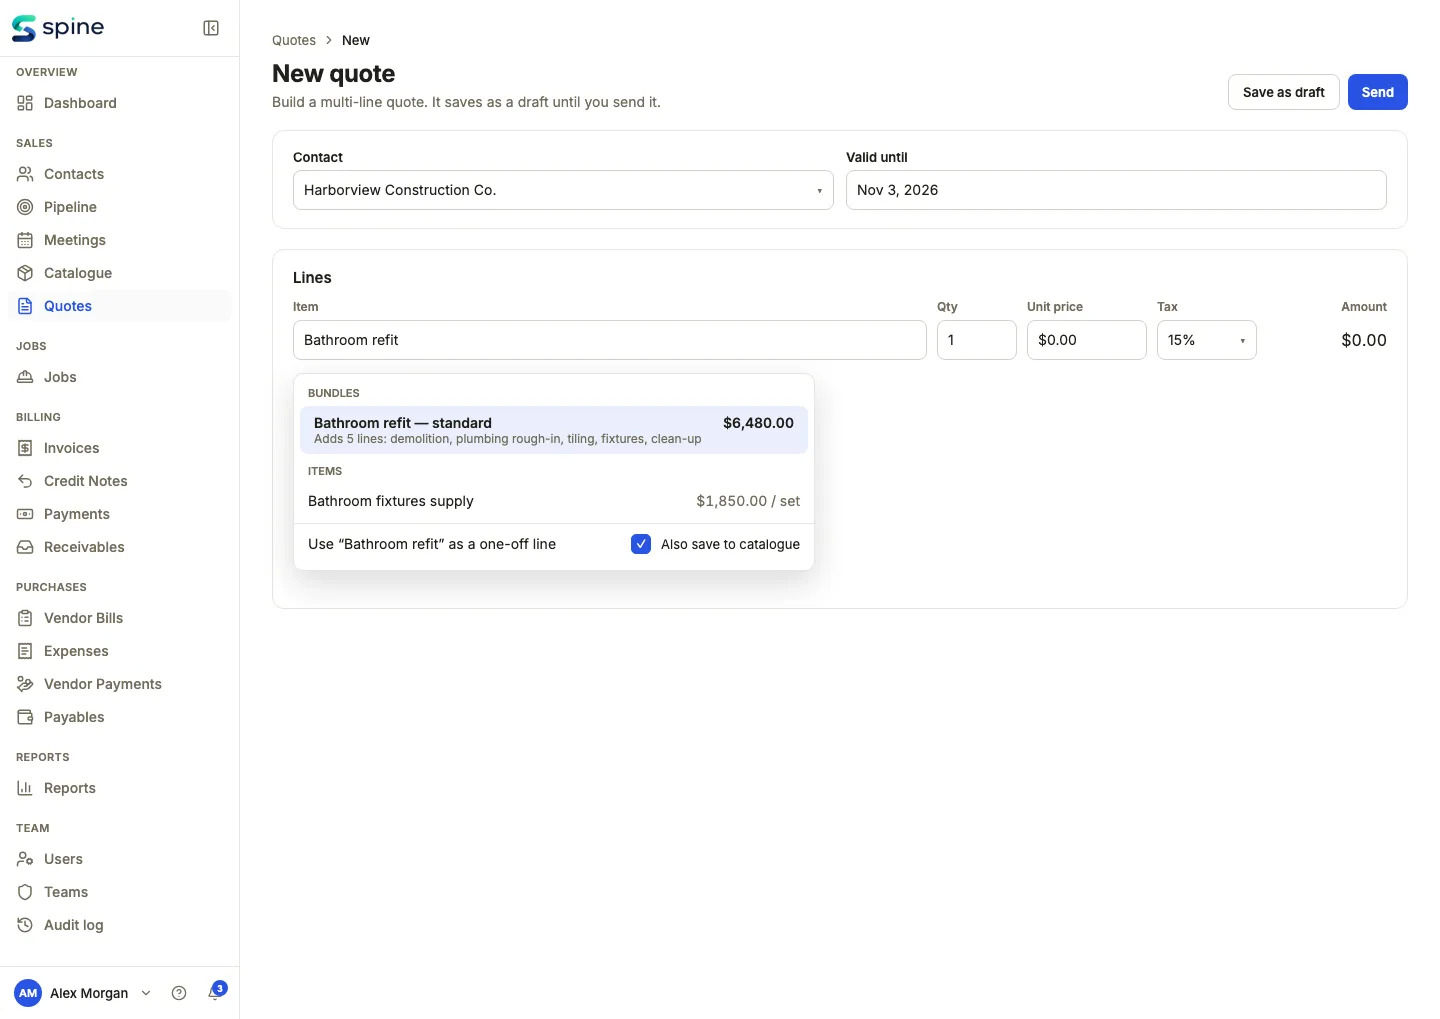 spine
OVERVIEW
Dashboard
SALES
Contacts
Pipeline
Meetings
Catalogue
Quotes
JOBS
Jobs
BILLING
Invoices
Credit Notes
Payments
Receivables
PURCHASES
Vendor Bills
Expenses
Vendor Payments
Payables
REPORTS
Reports
TEAM
Users
Teams
Audit log
AM Alex Morgan 3
Quotes > New
New quote
Build a multi-line quote. It saves as a draft until you send it.
Save as draft Send
Contact Valid until
Harborview Construction Co. Nov 3, 2026
Lines
Item Qty Unit price Tax Amount
Bathroom refit 1 $0.00 15% $0.00
BUNDLES
Bathroom refit — standard $6,480.00
Adds 5 lines: demolition, plumbing rough-in, tiling, fixtures, clean-up
ITEMS
Bathroom fixtures supply $1,850.00 / set
Use “Bathroom refit” as a one-off line Also save to catalogue